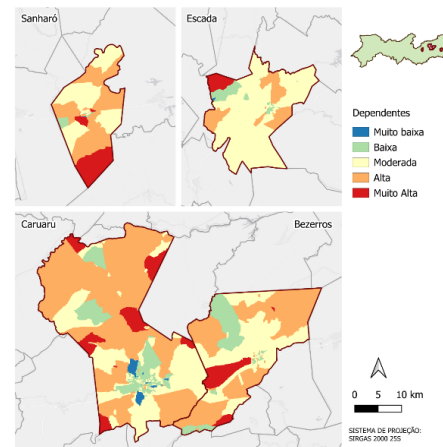 Sanharó
Escada
Dependentes
Muito baixa
Baixa
Moderada
Alta
Muito Alta
Caruaru
Bezerros
0 5 10 km
SISTEMA DE PROJEÇÃO:
SIRGAS 2000 25S